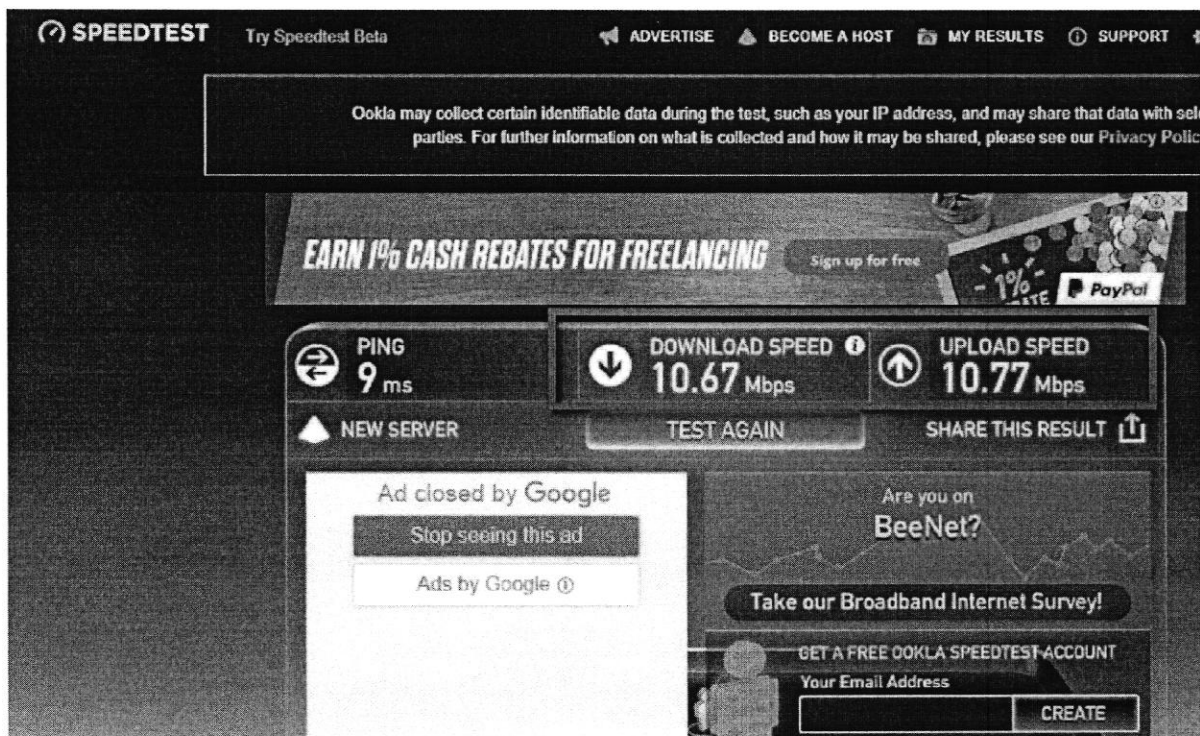 SPEEDTEST Try Speedtest Beta ADVERTISE BECOME A HOST MY RESULTS SUPPORT
Ookla may collect certain identifiable data during the test, such as your IP address, and may share that data with sele
parties. For further information on what is collected and how it may be shared, please see our Privacy Polic
EARN 1% CASH REBATES FOR FREELANCING Sign up for free
1%
PayPal
PING DOWNLOAD SPEED UPLOAD SPEED
9 ms 10.67 Mbps 10.77 Mbps
NEW SERVER TEST AGAIN SHARE THIS RESULT
Ad closed by Google
Stop seeing this ad
Ads by Google
Are you on
BeeNet?
Take our Broadband Internet Survey!
GET A FREE OOKLA SPEEDTEST ACCOUNT
Your Email Address
CREATE